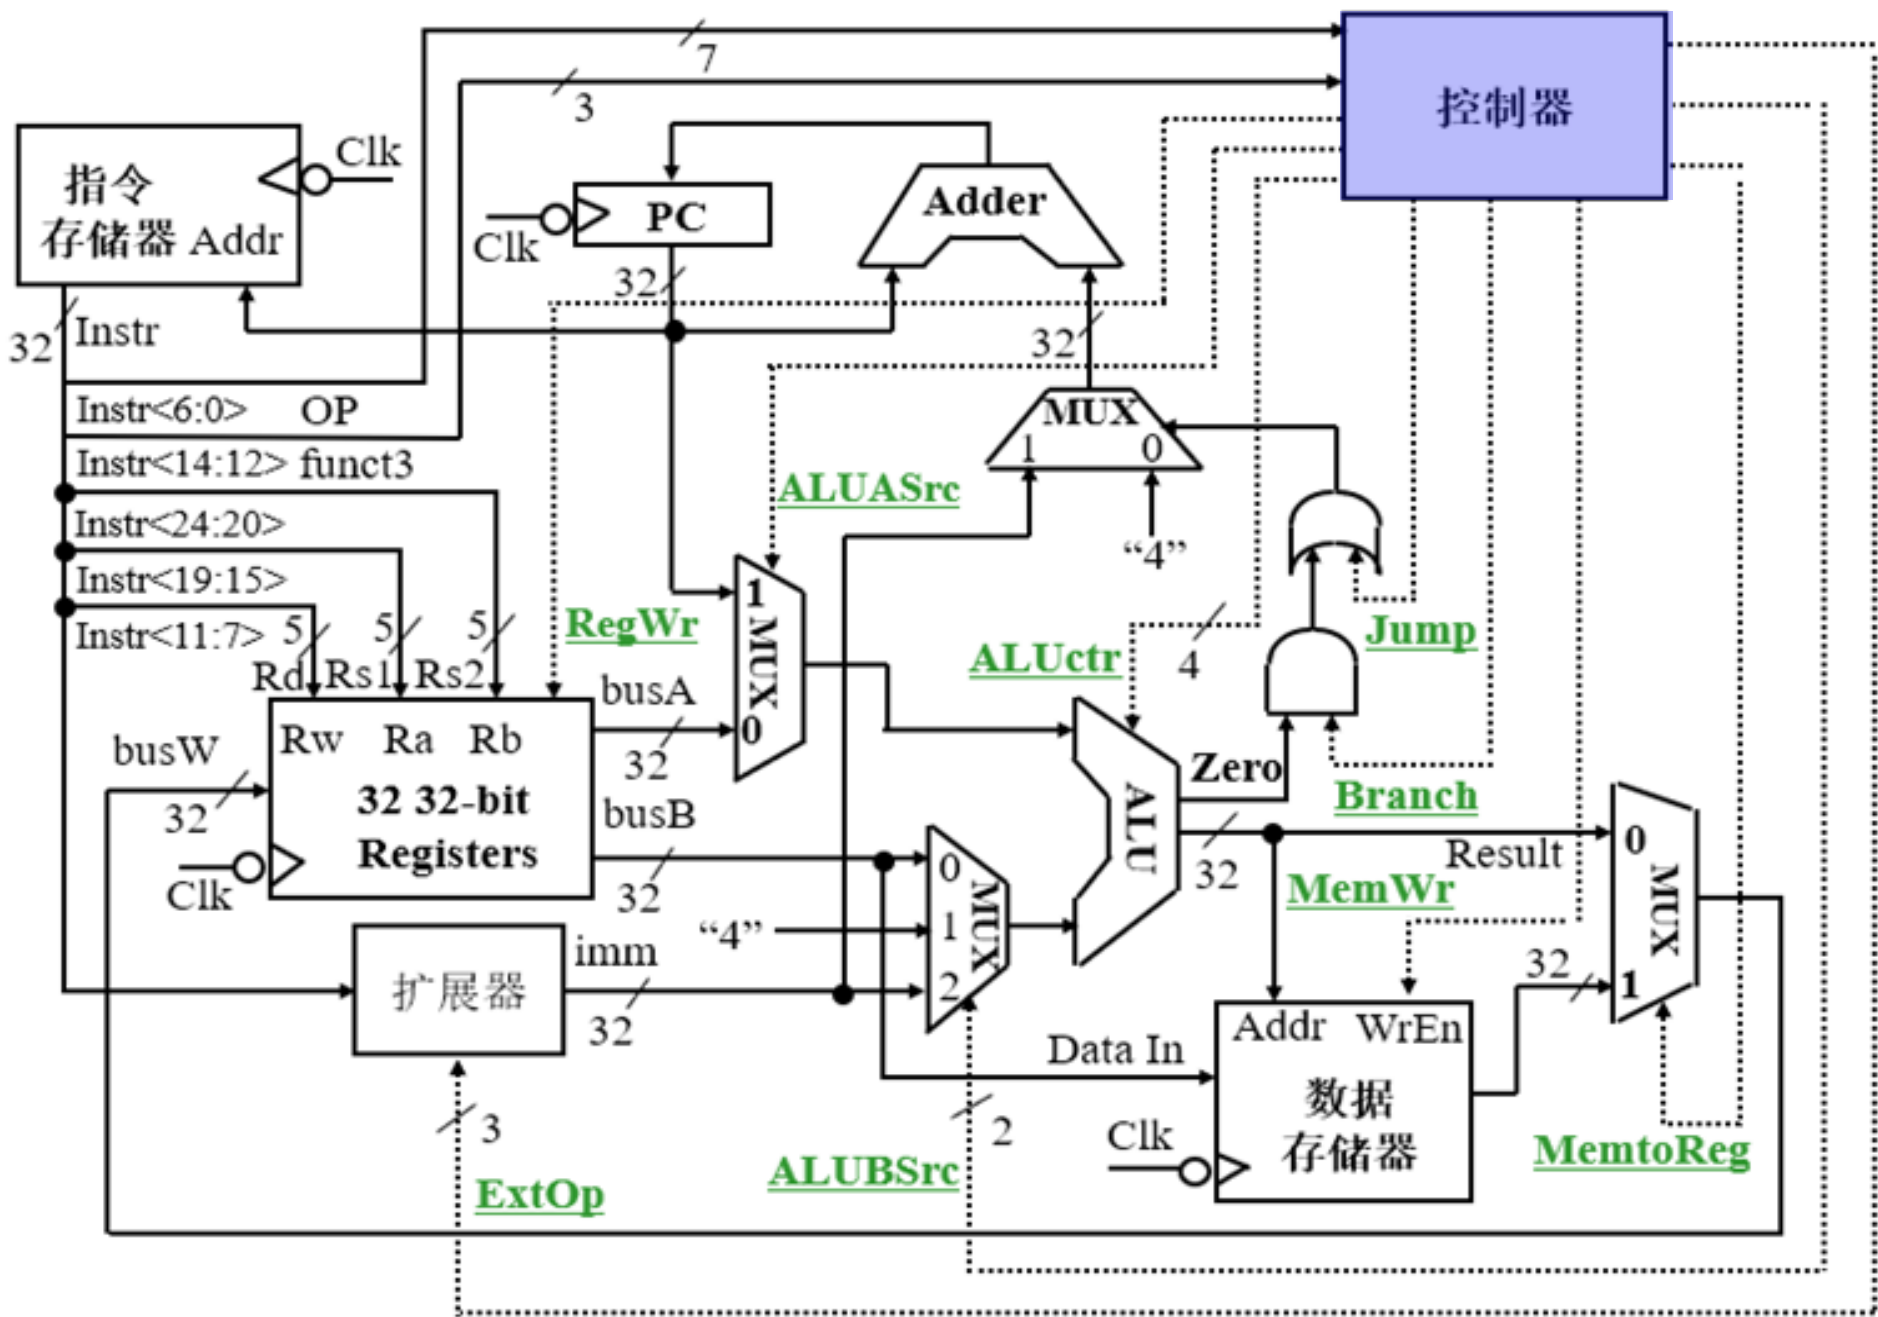 7
3
控制器
指令
存储器 Addr
Clk
PC
Clk
Adder
32
32
Instr
32
Instr<6:0> OP
Instr<14:12> funct3
Instr<24:20>
Instr<19:15>
Instr<11:7>
MUX
1 0
“4”
ALUASrc
RegWr
ALUctr
4
Jump
5
5
5
Rd
Rs1
Rs2
busW
32
Rw Ra Rb
32 32-bit
Registers
Clk
busA
32
busB
32
1
MUX
0
Zero
Branch
ALU
32
Result
MemWr
0
MUX
1
32
“4”
0
1
2
MUX
扩展器
imm
32
3
ExtOp
ALUBSrc
2
Data In
Addr WrEn
数据
存储器
Clk
MemtoReg